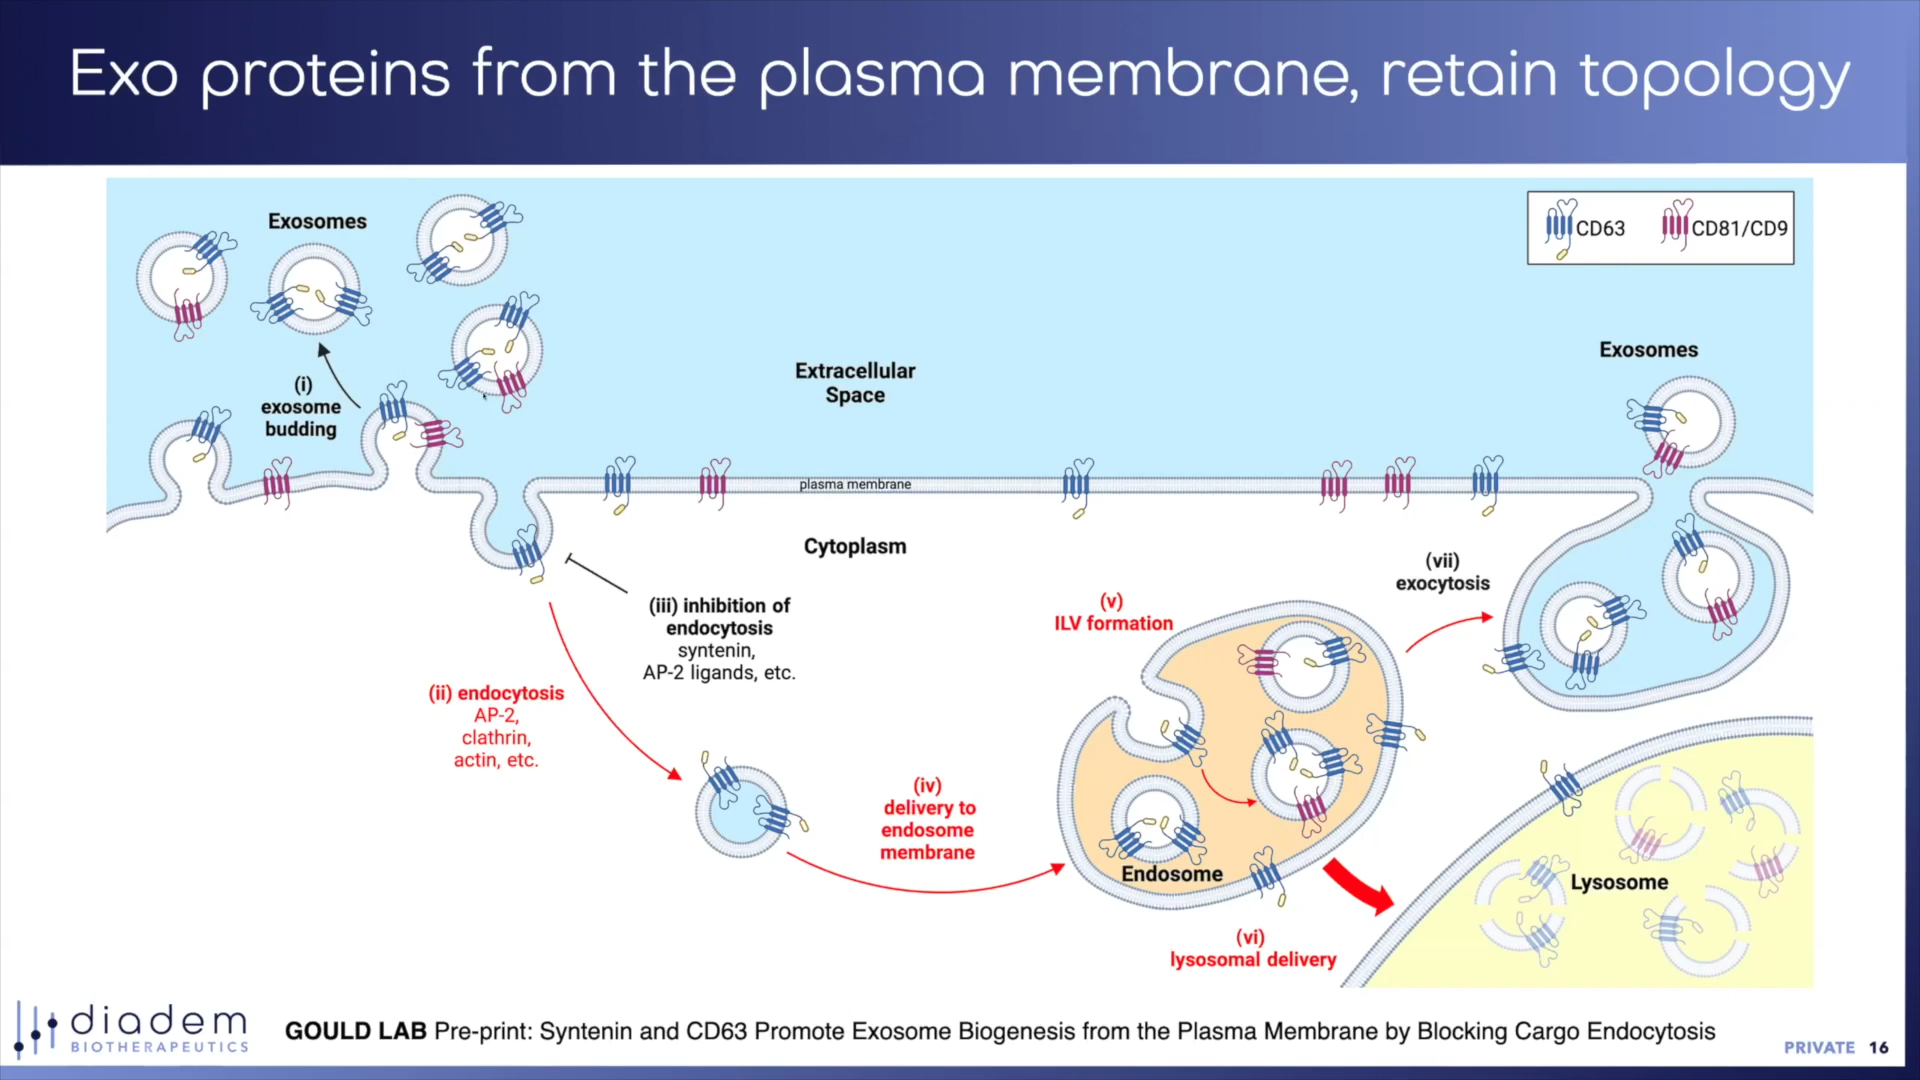 Exo proteins from the plasma membrane, retain topology
Exosomes
CD63
CD81/CD9
(i)
exosome
budding
Extracellular
Space
Exosomes
plasma membrane
Cytoplasm
(iii) inhibition of
endocytosis
syntenin,
AP-2 ligands, etc.
(ii) endocytosis
AP-2,
clathrin,
actin, etc.
(iv)
delivery to
endosome
membrane
(v)
ILV formation
(vii)
exocytosis
Endosome
(vi)
lysosomal delivery
Lysosome
diadem
BIOTHERAPEUTICS
GOULD LAB Pre-print: Syntenin and CD63 Promote Exosome Biogenesis from the Plasma Membrane by Blocking Cargo Endocytosis
PRIVATE 16